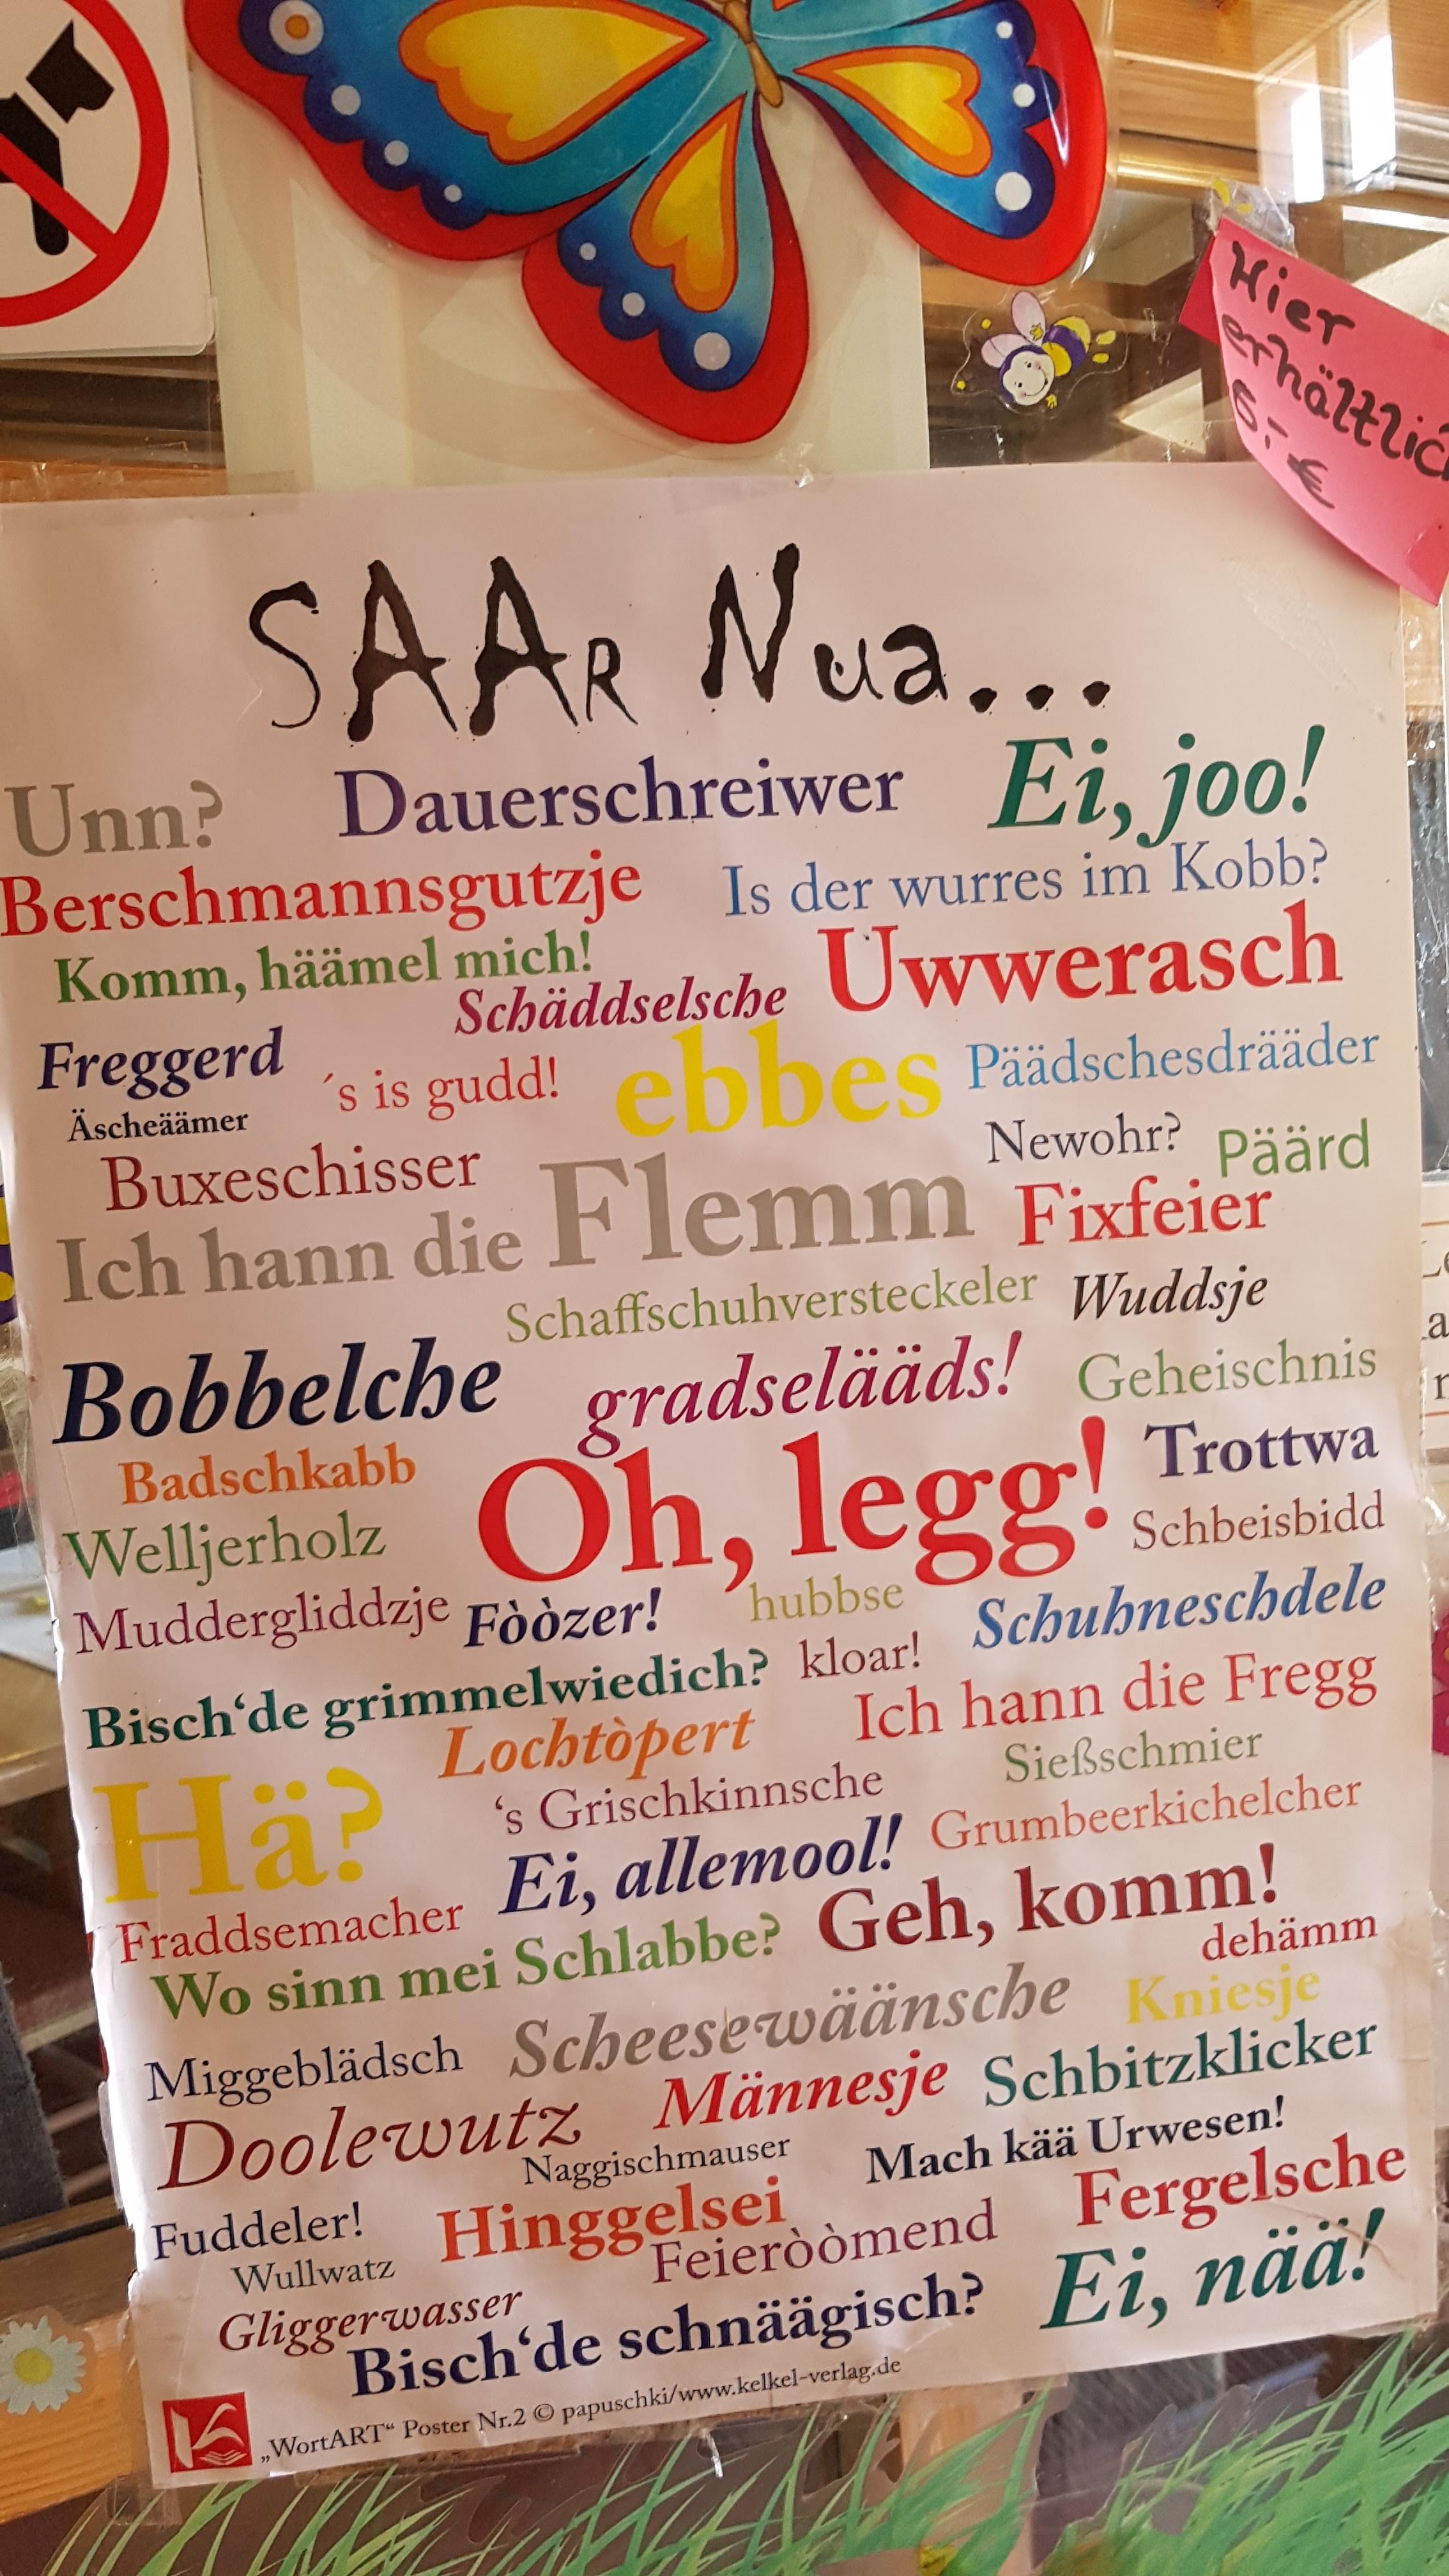 Hier
erhältlich
6,- €
SAAR Nua...
Unn? Dauerschreiwer Ei, joo!
Berschmannsgutzje Is der wurres im Kobb?
Komm, häämel mich! Schäddselsche Uwwerasch
Freggerd ´s is gudd! ebbes Päädschesdrääder
Äscheäämer Newohr? Päärd
Buxeschisser
Ich hann die Flemm Fixfeier
Schaffschuhversteckeler Wuddsje
Bobbelche gradselääds! Geheischnis
Badschkabb Oh, legg! Trottwa
Welljerholz Schbeisbidd
Muddergliddzje Fòòzer! hubbse Schuhneschdele
Bisch‘de grimmelwiedich? kloar! Ich hann die Fregg
Lochtòpert Sießschmier
Hä? ‘s Grischkinnsche Grumbeerkichelcher
Fraddsemacher Ei, allemool! Geh, komm!
Wo sinn mei Schlabbe? dehämm
Miggeblädsch Scheesewäänsche Kniesje
Doolewutz Männesje Schbitzklicker
Naggischmauser Mach kää Urwesen!
Fuddeler! Hinggelsei Fergelsche
Wullwatz Feieròòmend
Gliggerwasser Ei, nää!
Bisch‘de schnäägisch?
„WortART“ Poster Nr.2 © papuschki/www.kelkel-verlag.de